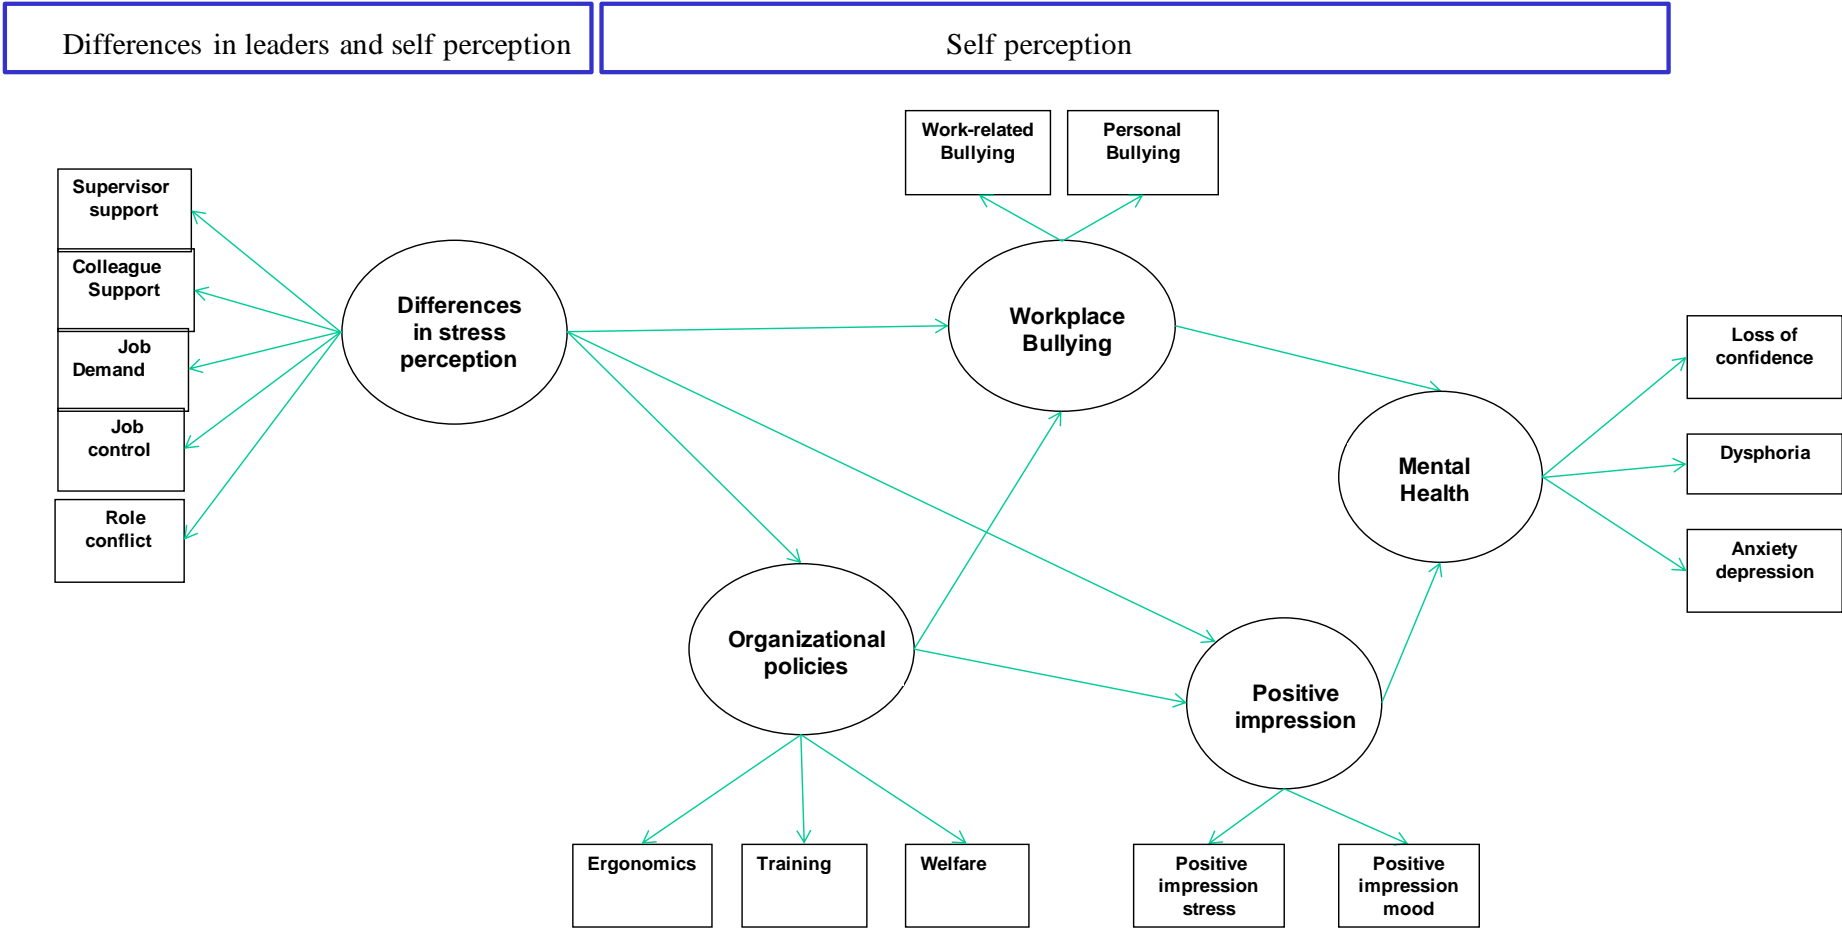 Differences in leaders and self perception
Self perception
Work-related
Bullying
Personal
Bullying
Supervisor
support
Colleague
Support
Job
Demand
Job
control
Role
conflict
Differences
in stress
perception
Workplace
Bullying
Loss of
confidence
Dysphoria
Anxiety
depression
Mental
Health
Organizational
policies
Positive
impression
Ergonomics
Training
Welfare
Positive
impression
stress
Positive
impression
mood